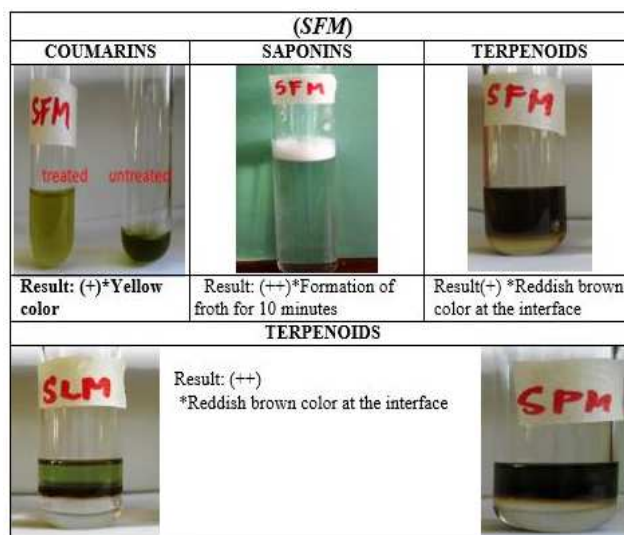 (SFM)
COUMARINS
SAPONINS
TERPENOIDS
SFM
treated
untreated
SFM
SFM
Result: (+)*Yellow
color
Result: (++)*Formation of
froth for 10 minutes
Result(+) *Reddish brown
color at the interface
TERPENOIDS
SLM
Result: (++)
*Reddish brown color at the interface
SPM